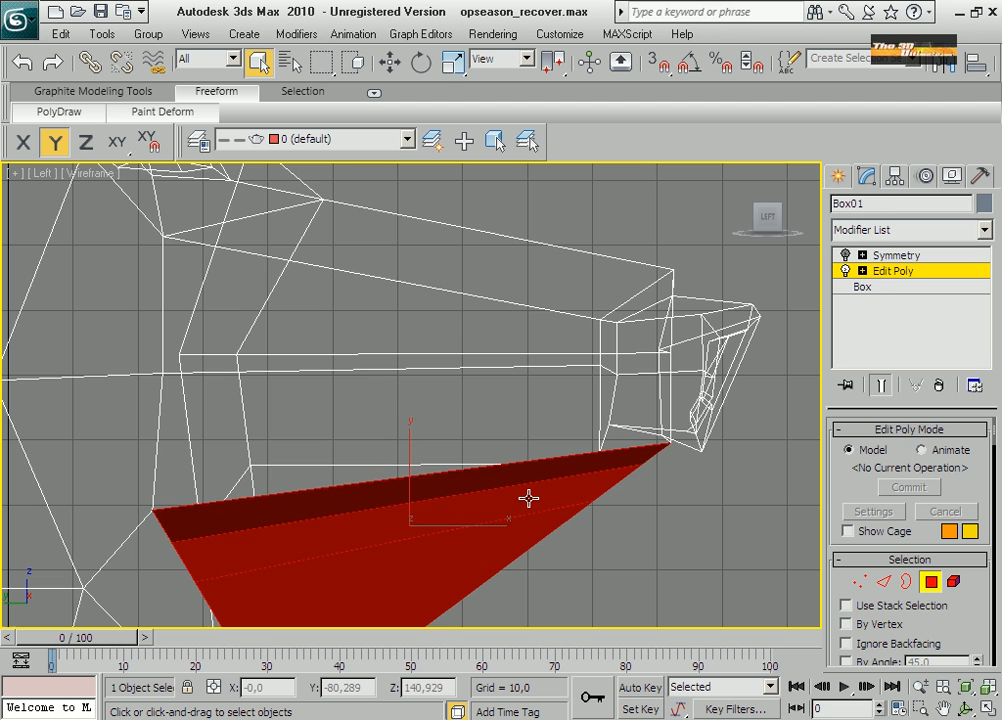 Autodesk 3ds Max 2010 - Unregistered Version opseason_recover.max
Type a keyword or phrase
Edit Tools Group Views Create Modifiers Animation Graph Editors Rendering Customize MAXScript Help
All View 3 ABC Create Selection Se
The 3D
Graphite Modeling Tools Freeform Selection
PolyDraw Paint Deform
X Y Z XY XY 0 (default)
[ + ] [ Left ] [ Wireframe ]
LEFT
Box01
Modifier List
Symmetry
Edit Poly
Box
Edit Poly Mode
Model Animate
<No Current Operation>
Commit
Settings Cancel
Show Cage
Selection
Use Stack Selection
By Vertex
Ignore Backfacing
By Angle: 45,0
y
x
z
z
y x
< 0 / 100 >
0 10 20 30 40 50 60 70 80 90 100
1 Object Sele X: -0,0 Y: -80,289 Z: 140,929 Grid = 10,0 Auto Key Selected
Welcome to M. Click or click-and-drag to select objects Add Time Tag Set Key Key Filters... 0